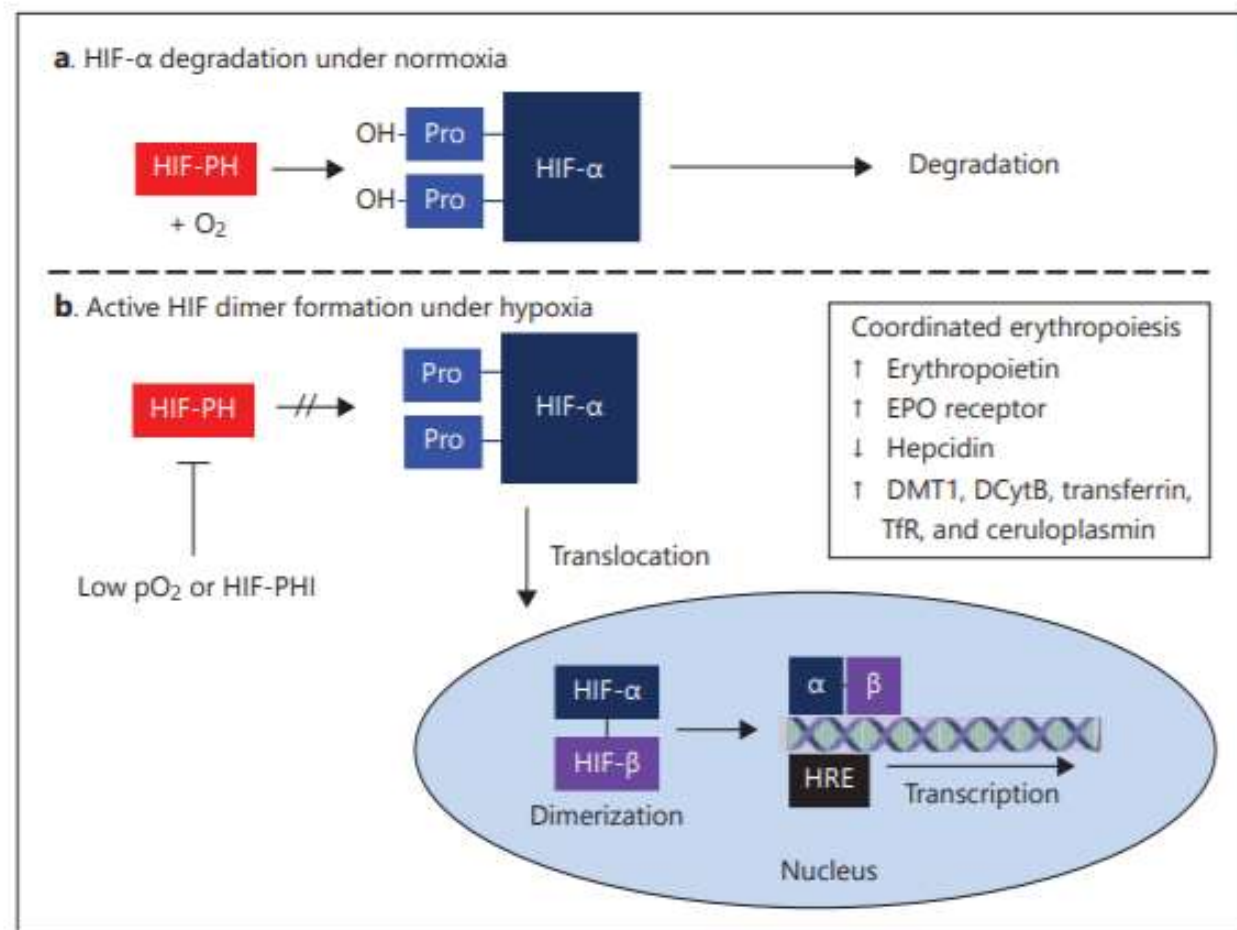 a. HIF-α degradation under normoxia
OH-Pro
HIF-PH
HIF-α
Degradation
OH-Pro
+ O₂
b. Active HIF dimer formation under hypoxia
Pro
HIF-PH
HIF-α
Pro
Low pO₂ or HIF-PHI
Translocation
Coordinated erythropoiesis
↑ Erythropoietin
↑ EPO receptor
↓ Hepcidin
↑ DMT1, DCytB, transferrin,
TfR, and ceruloplasmin
HIF-α
HIF-β
Dimerization
α β
HRE
Transcription
Nucleus